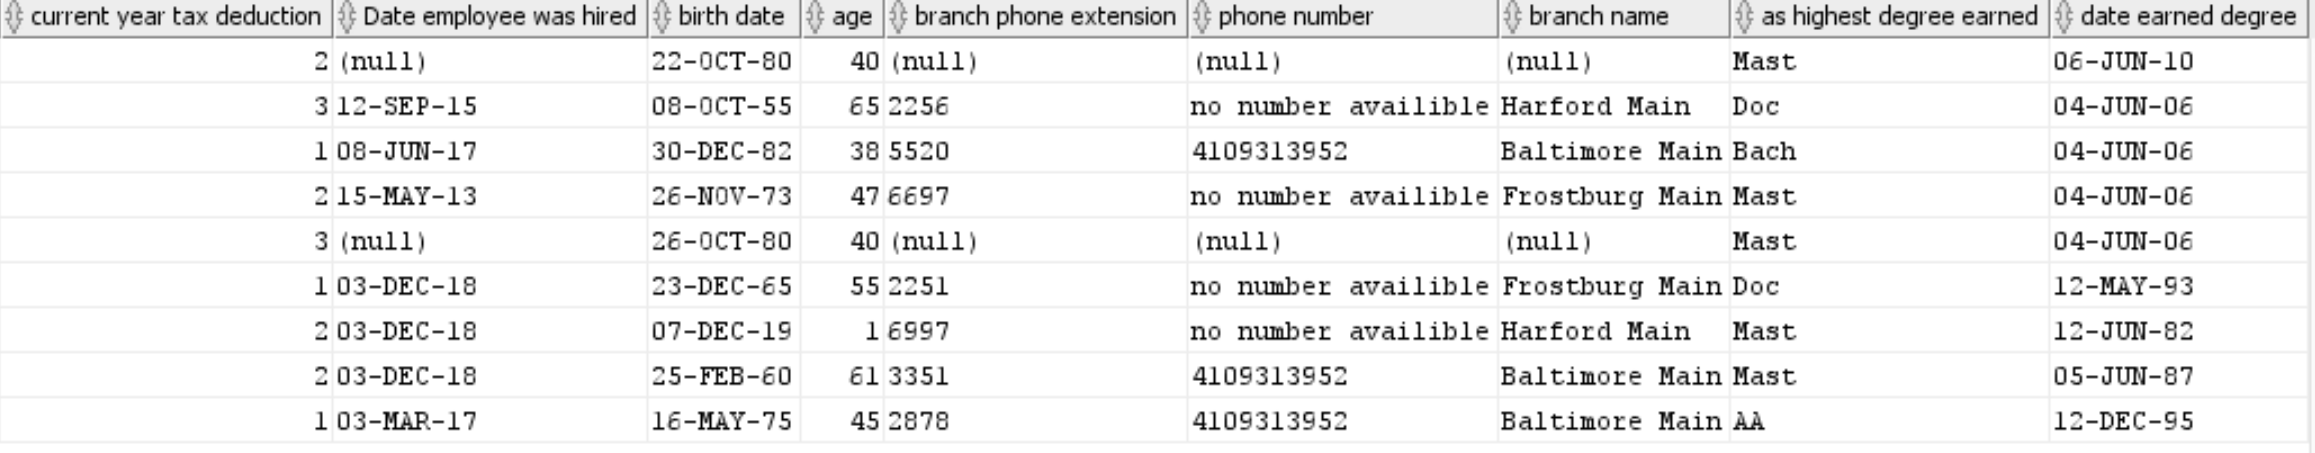 current year tax deduction Date employee was hired birth date age branch phone extension phone number branch name as highest degree earned date earned degree
2 (null) 22-OCT-80 40 (null) (null) (null) Mast 06-JUN-10
3 12-SEP-15 08-OCT-55 65 2256 no number availible Harford Main Doc 04-JUN-06
1 08-JUN-17 30-DEC-82 38 5520 4109313952 Baltimore Main Bach 04-JUN-06
2 15-MAY-13 26-NOV-73 47 6697 no number availible Frostburg Main Mast 04-JUN-06
3 (null) 26-OCT-80 40 (null) (null) (null) Mast 04-JUN-06
1 03-DEC-18 23-DEC-65 55 2251 no number availible Frostburg Main Doc 12-MAY-93
2 03-DEC-18 07-DEC-19 1 6997 no number availible Harford Main Mast 12-JUN-82
2 03-DEC-18 25-FEB-60 61 3351 4109313952 Baltimore Main Mast 05-JUN-87
1 03-MAR-17 16-MAY-75 45 2878 4109313952 Baltimore Main AA 12-DEC-95